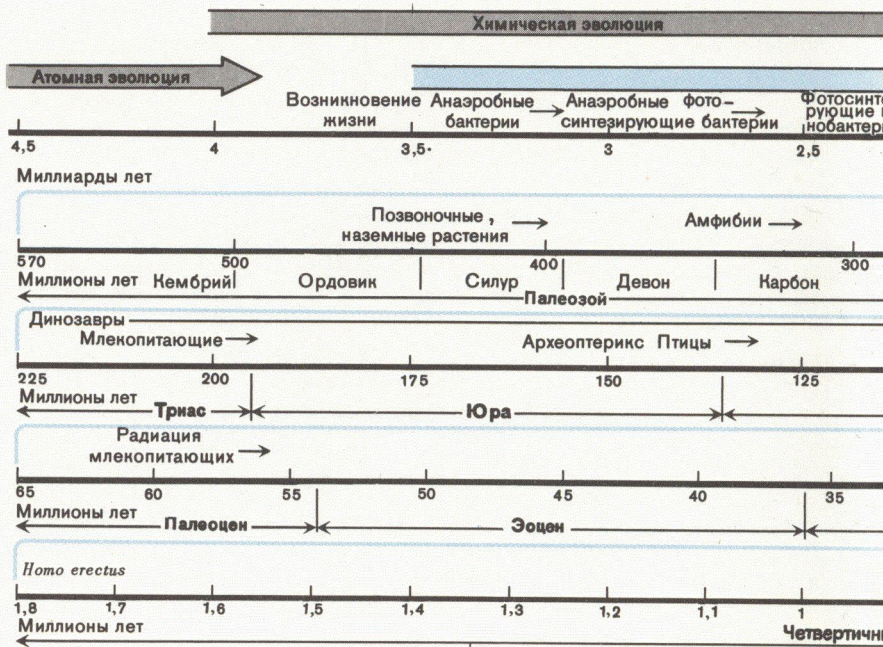 Химическая эволюция
Атомная эволюция
Возникновение Анаэробные Анаэробные фото-
жизни бактерии синтезирующие бактерии
4,5 4 3,5 3 2,5
Миллиарды лет
Позвоночные,
наземные растения Амфибии
570 500 400 300
Миллионы лет Кембрий Ордовик Силур Девон Карбон
Палеозой
Динозавры
Млекопитающие Археоптерикс Птицы
225 200 175 150 125
Миллионы лет
Триас Юра
Радиация
млекопитающих
65 60 55 50 45 40 35
Миллионы лет
Палеоцен Эоцен
Homo erectus
1,8 1,7 1,6 1,5 1,4 1,3 1,2 1,1 1
Миллионы лет